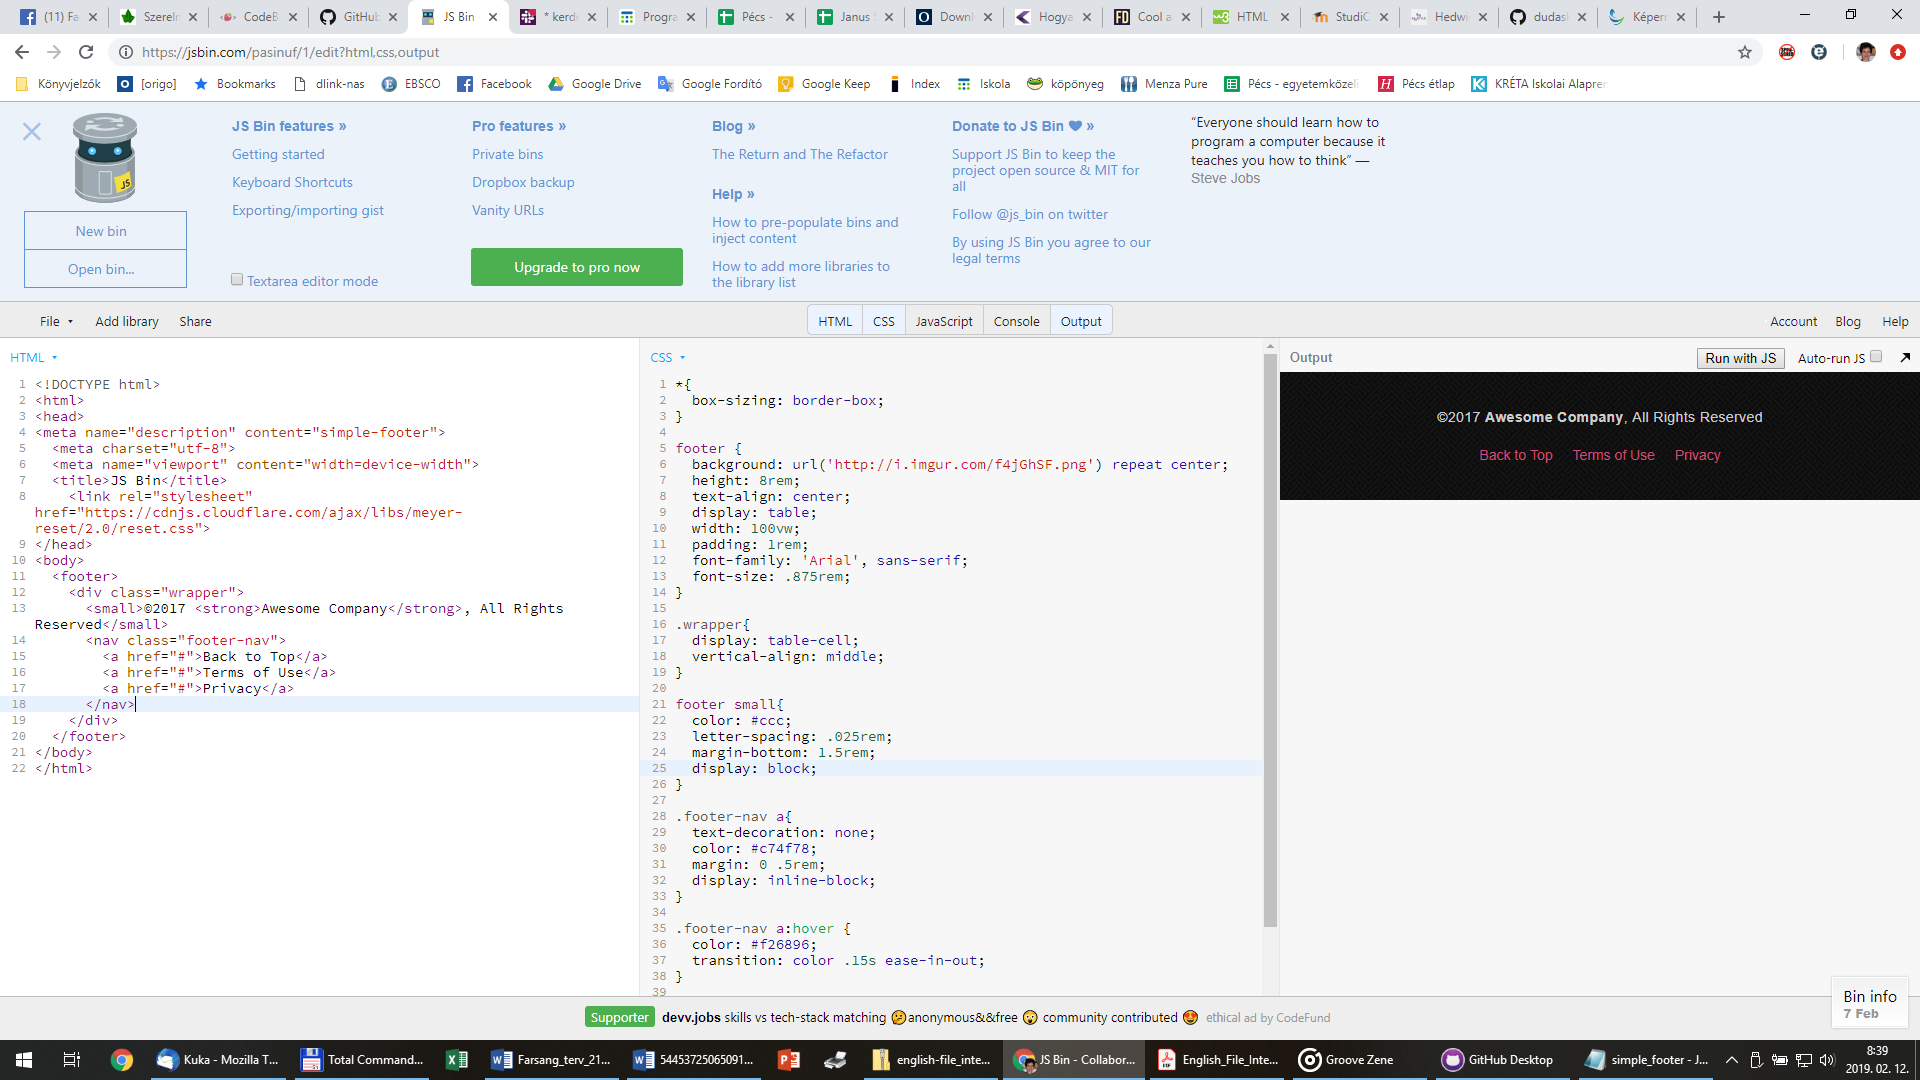 (11) Fa
Szerelm
CodeB
GitHub
JS Bin
* kerde
Progra
Pécs -
Janus
Downl
Hogya
Cool a
HTML
StudiC
Hedwi
dudas
Képerr
https://jsbin.com/pasinuf/1/edit?html,css,output
Könyvjelzők
[origo]
Bookmarks
dlink-nas
EBSCO
Facebook
Google Drive
Google Fordító
Google Keep
Index
Iskola
köpönyeg
Menza Pure
Pécs - egyetemközeli
Pécs étlap
KRÉTA Iskolai Alaprer
New bin
Open bin...
JS Bin features »
Getting started
Keyboard Shortcuts
Exporting/importing gist
Textarea editor mode
Pro features »
Private bins
Dropbox backup
Vanity URLs
Upgrade to pro now
Blog »
The Return and The Refactor
Help »
How to pre-populate bins and
inject content
How to add more libraries to
the library list
Donate to JS Bin ❤ »
Support JS Bin to keep the
project open source & MIT for
all
Follow @js_bin on twitter
By using JS Bin you agree to our
legal terms
“Everyone should learn how to
program a computer because it
teaches you how to think” —
Steve Jobs
File
Add library
Share
HTML
CSS
JavaScript
Console
Output
Account
Blog
Help
HTML
1 <!DOCTYPE html>
2 <html>
3 <head>
4 <meta name="description" content="simple-footer">
5 <meta charset="utf-8">
6 <meta name="viewport" content="width=device-width">
7 <title>JS Bin</title>
8 <link rel="stylesheet"
href="https://cdnjs.cloudflare.com/ajax/libs/meyer-
reset/2.0/reset.css">
9 </head>
10 <body>
11 <footer>
12 <div class="wrapper">
13 <small>©2017 <strong>Awesome Company</strong>, All Rights
Reserved</small>
14 <nav class="footer-nav">
15 <a href="#">Back to Top</a>
16 <a href="#">Terms of Use</a>
17 <a href="#">Privacy</a>
18 </nav>
19 </div>
20 </footer>
21 </body>
22 </html>
CSS
1 *{
2 box-sizing: border-box;
3 }
4
5 footer {
6 background: url('http://i.imgur.com/f4jGhSF.png') repeat center;
7 height: 8rem;
8 text-align: center;
9 display: table;
10 width: 100vw;
11 padding: 1rem;
12 font-family: 'Arial', sans-serif;
13 font-size: .875rem;
14 }
15
16 .wrapper{
17 display: table-cell;
18 vertical-align: middle;
19 }
20
21 footer small{
22 color: #ccc;
23 letter-spacing: .025rem;
24 margin-bottom: 1.5rem;
25 display: block;
26 }
27
28 .footer-nav a{
29 text-decoration: none;
30 color: #c74f78;
31 margin: 0 .5rem;
32 display: inline-block;
33 }
34
35 .footer-nav a:hover {
36 color: #f26896;
37 transition: color .15s ease-in-out;
38 }
39
Output
Run with JS
Auto-run JS
©2017 Awesome Company, All Rights Reserved
Back to Top
Terms of Use
Privacy
Bin info
7 Feb
Supporter
devv.jobs skills vs tech-stack matching 😕anonymous&&free 😮 community contributed 😍 ethical ad by CodeFund
Kuka - Mozilla T...
Total Command...
Farsang_terv_21...
54453725065091...
english-file_inte...
JS Bin - Collabor...
English_File_Inte...
Groove Zene
GitHub Desktop
simple_footer - J...
8:39
2019. 02. 12.